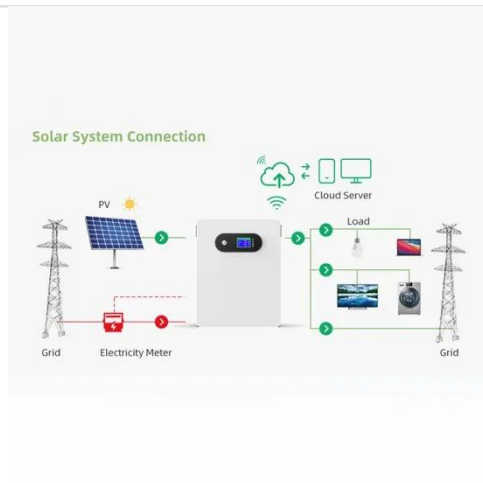 Solar System Connection
Cloud Server
PV
Load
Grid
Electricity Meter
Grid